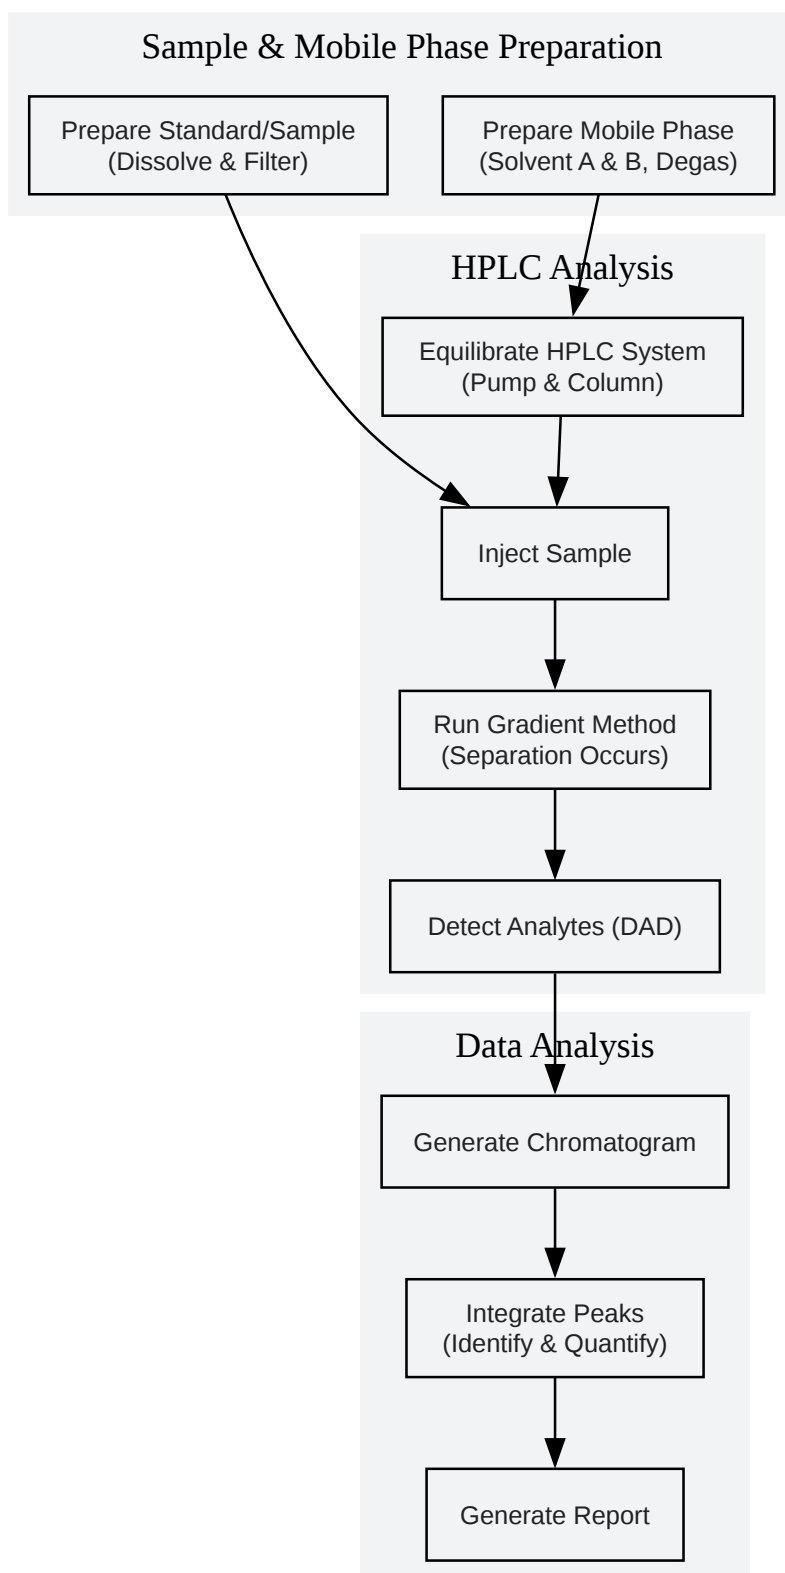 Sample & Mobile Phase Preparation
Prepare Standard/Sample
(Dissolve & Filter)
Prepare Mobile Phase
(Solvent A & B, Degas)
HPLC Analysis
Equilibrate HPLC System
(Pump & Column)
Inject Sample
Run Gradient Method
(Separation Occurs)
Detect Analytes (DAD)
Data Analysis
Generate Chromatogram
Integrate Peaks
(Identify & Quantify)
Generate Report